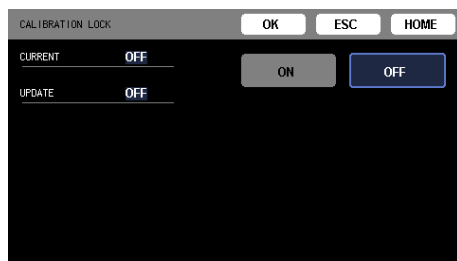 CALIBRATION LOCK OK ESC HOME
CURRENT OFF
ON OFF
UPDATE OFF